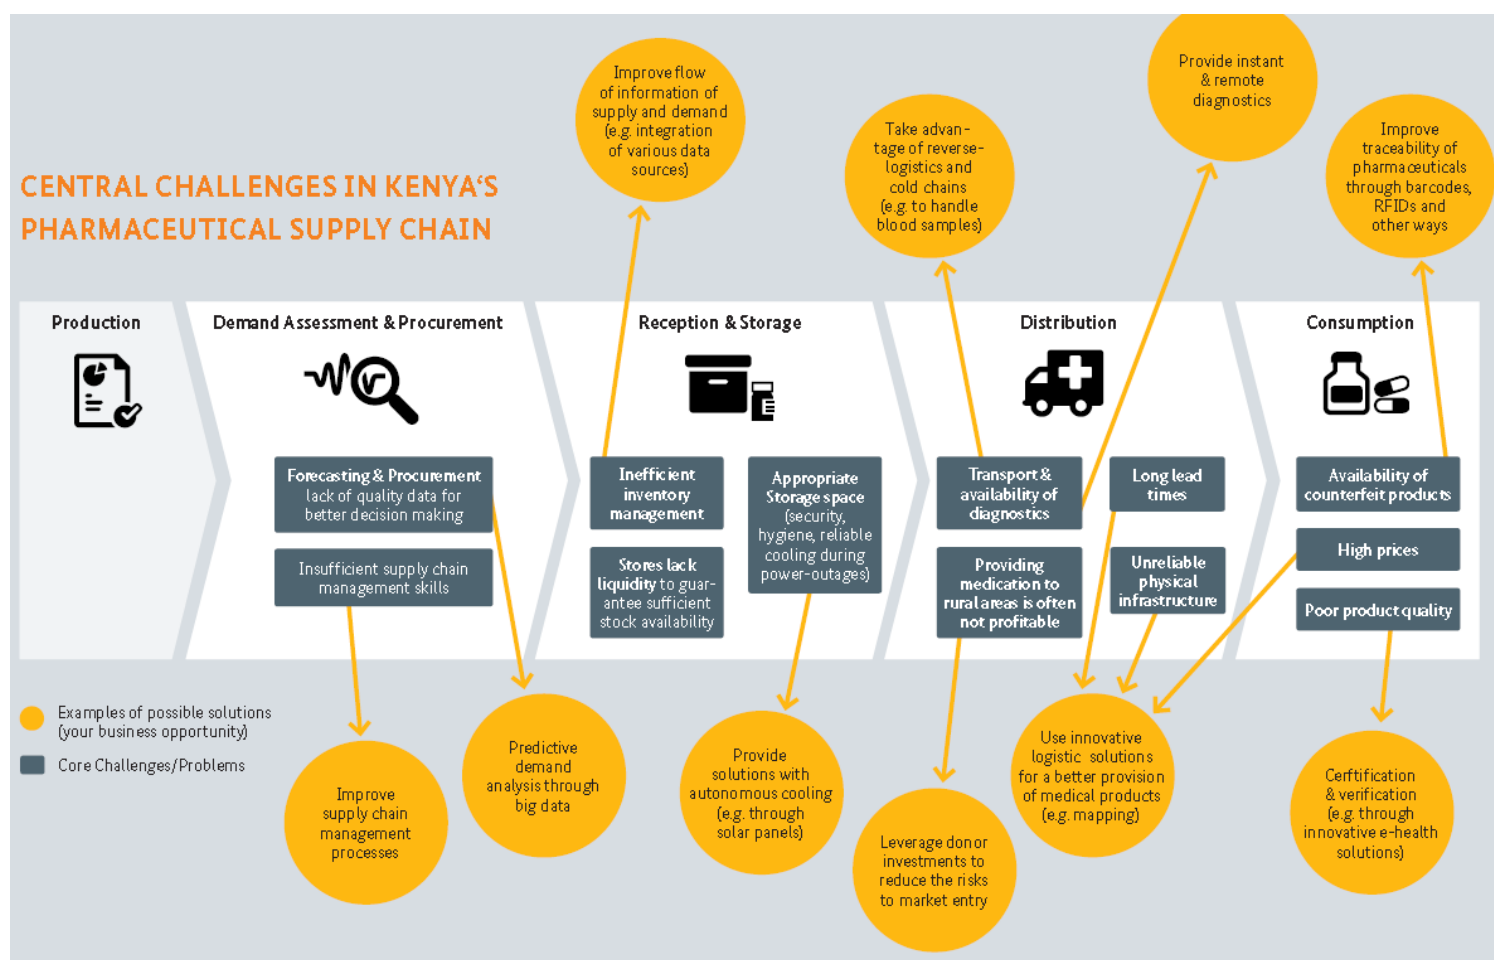 CENTRAL CHALLENGES IN KENYA‘S
PHARMACEUTICAL SUPPLY CHAIN
Improve flow
of information of
supply and demand
(e.g. integration
of various data
sources)
Take advan-
tage of reverse-
logistics and
cold chains
(e.g. to handle
blood samples)
Provide instant
& remote
diagnostics
Improve
traceability of
pharmaceuticals
through barcodes,
RFIDs and
other ways
Production
Demand Assessment & Procurement
Reception & Storage
Distribution
Consumption
Forecasting & Procurement
lack of quality data for
better decision making
Insufficient supply chain
management skills
Inefficient
inventory
management
Stores lack
liquidity to guar-
antee sufficient
stock availability
Appropriate
Storage space
(security,
hygiene, reliable
cooling during
power-outages)
Transport &
availability of
diagnostics
Providing
medication to
rural areas is often
not profitable
Long lead
times
Unreliable
physical
infrastructure
Availability of
counterfeit products
High prices
Poor product quality
Examples of possible solutions
(your business opportunity)
Core Challenges/Problems
Improve
supply chain
management
processes
Predictive
demand
analysis through
big data
Provide
solutions with
autonomous cooling
(e.g. through
solar panels)
Leverage donor
investments to
reduce the risks
to market entry
Use innovative
logistic solutions
for a better provision
of medical products
(e.g. mapping)
Cerftification
& verification
(e.g. through
innovative e-health
solutions)